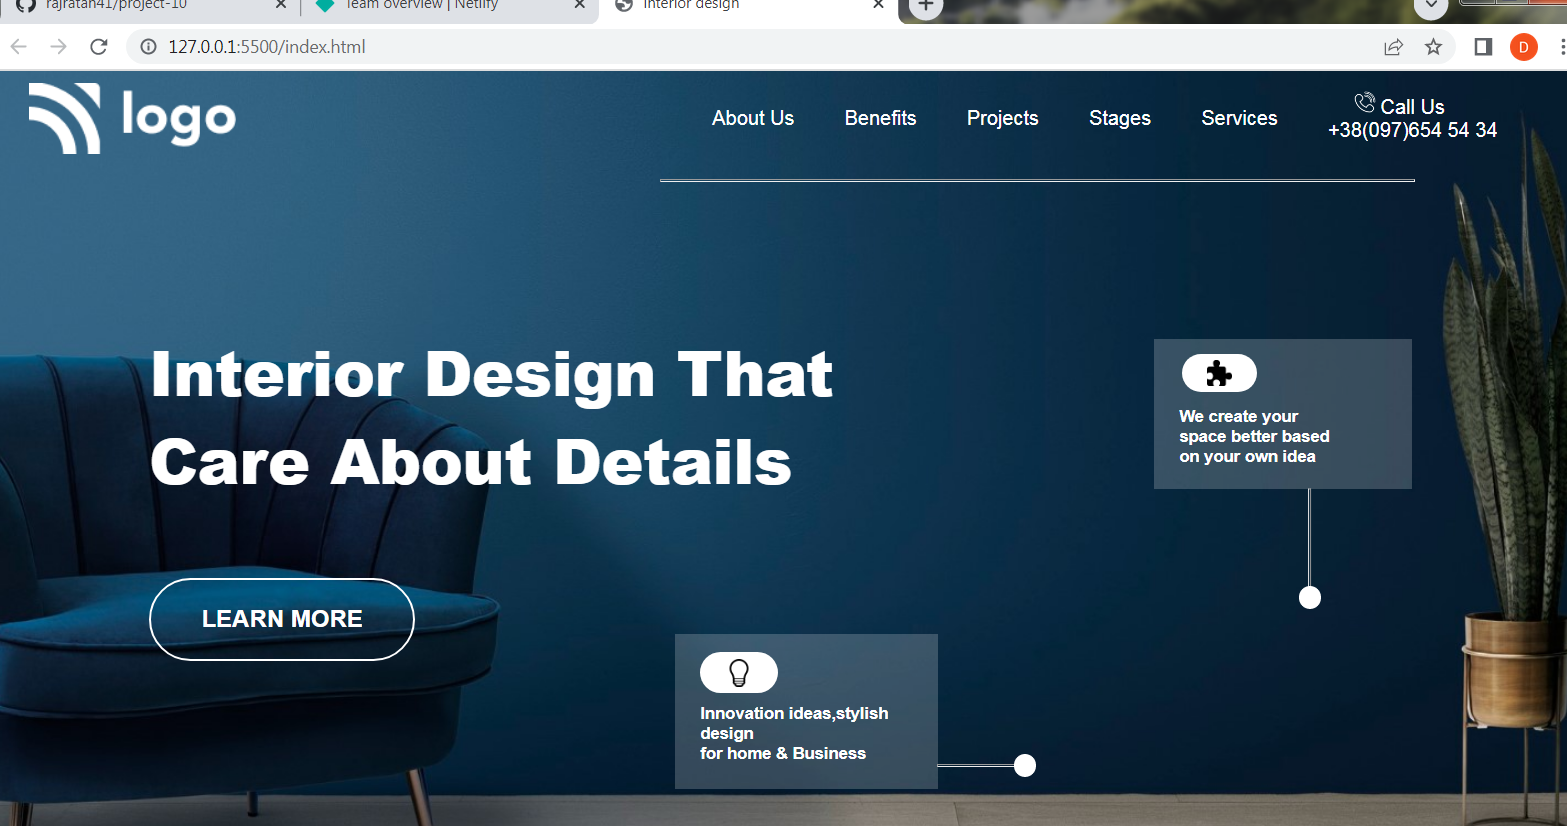 rajratan41/project-10
Team overview | Netlify
Interior design
127.0.0.1:5500/index.html
D
logo
About Us
Benefits
Projects
Stages
Services
Call Us
+38(097)654 54 34
Interior Design That
Care About Details
We create your
space better based
on your own idea
LEARN MORE
Innovation ideas,stylish
design
for home & Business